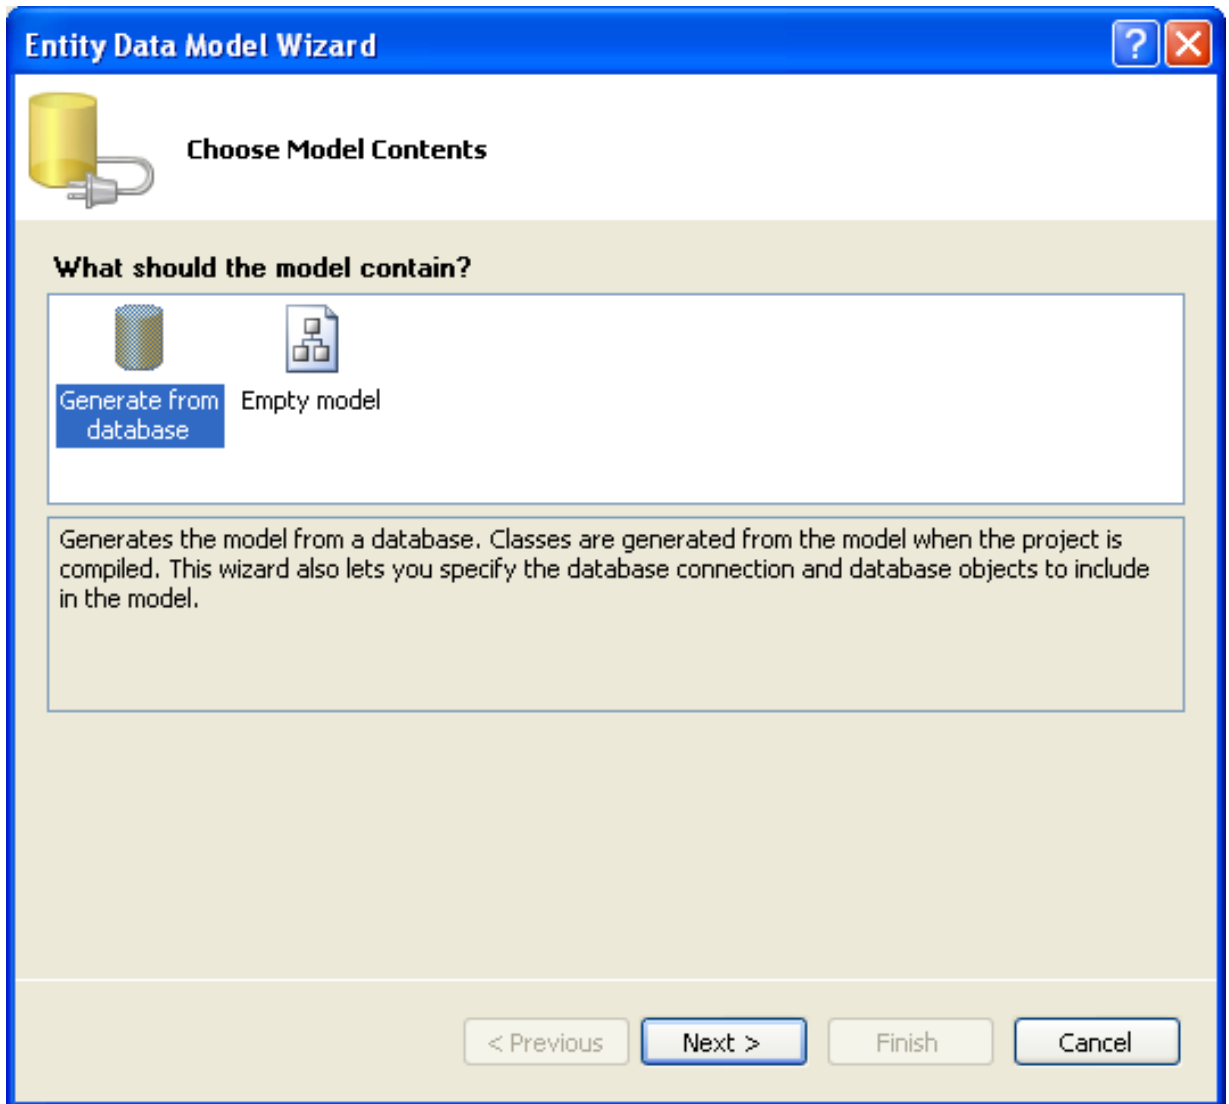 Entity Data Model Wizard
Choose Model Contents
What should the model contain?
Generate from
database
Empty model
Generates the model from a database. Classes are generated from the model when the project is
compiled. This wizard also lets you specify the database connection and database objects to include
in the model.
< Previous
Next >
Finish
Cancel